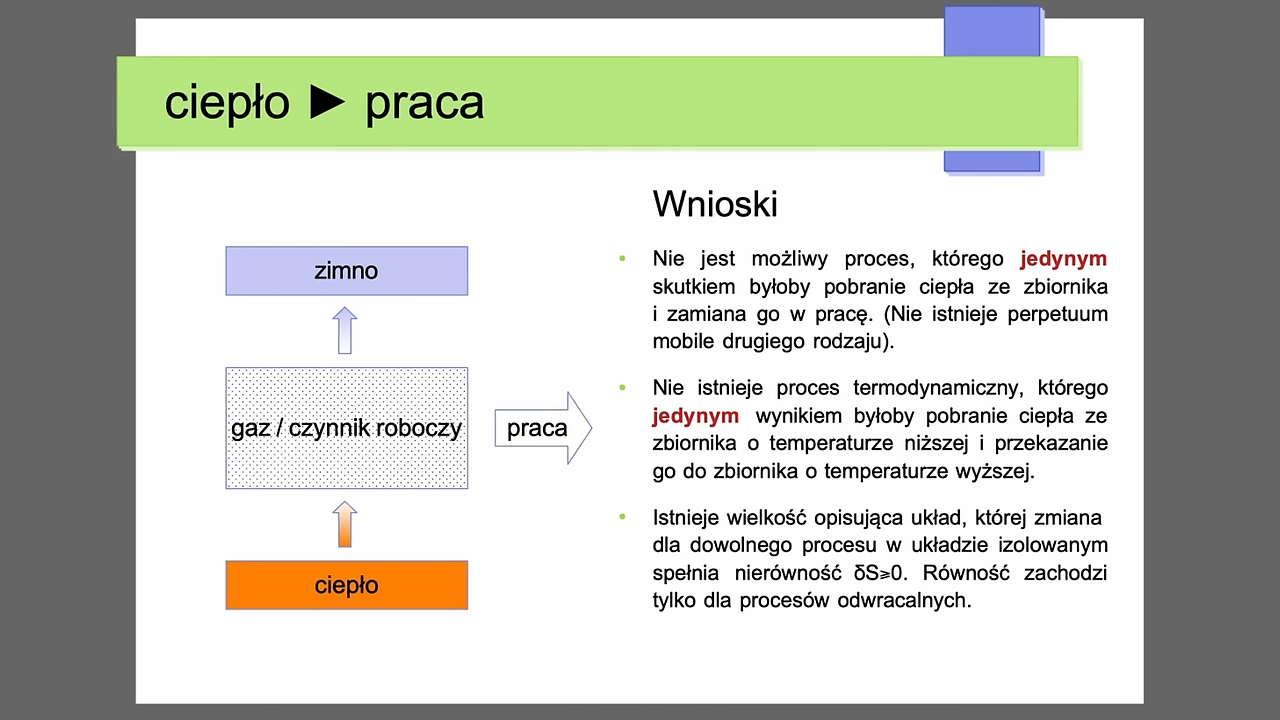 ciepło ► praca
zimno
gaz / czynnik roboczy
praca
ciepło
Wnioski
• Nie jest możliwy proces, którego jedynym
skutkiem byłoby pobranie ciepła ze zbiornika
i zamiana go w pracę. (Nie istnieje perpetuum
mobile drugiego rodzaju).
• Nie istnieje proces termodynamiczny, którego
jedynym wynikiem byłoby pobranie ciepła ze
zbiornika o temperaturze niższej i przekazanie
go do zbiornika o temperaturze wyższej.
• Istnieje wielkość opisująca układ, której zmiana
dla dowolnego procesu w układzie izolowanym
spełnia nierówność δS⩾0. Równość zachodzi
tylko dla procesów odwracalnych.